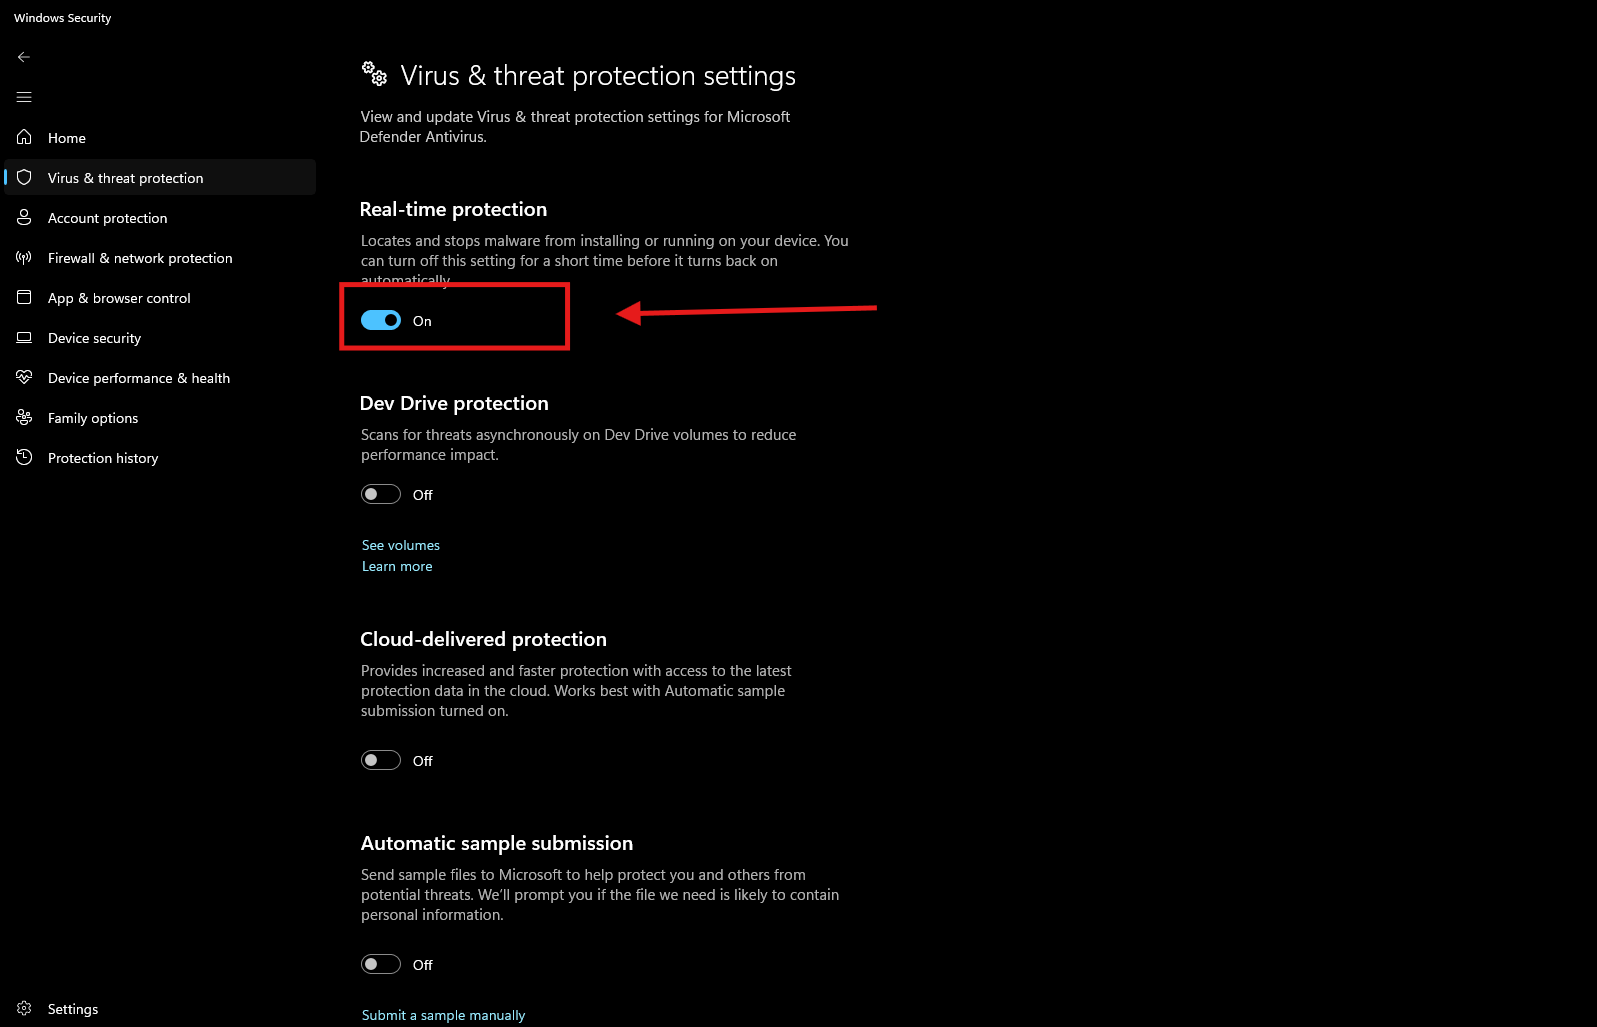 Windows Security
Home
Virus & threat protection
Account protection
Firewall & network protection
App & browser control
Device security
Device performance & health
Family options
Protection history
Settings
Virus & threat protection settings
View and update Virus & threat protection settings for Microsoft
Defender Antivirus.
Real-time protection
Locates and stops malware from installing or running on your device. You
can turn off this setting for a short time before it turns back on
automatically.
On
Dev Drive protection
Scans for threats asynchronously on Dev Drive volumes to reduce
performance impact.
Off
See volumes
Learn more
Cloud-delivered protection
Provides increased and faster protection with access to the latest
protection data in the cloud. Works best with Automatic sample
submission turned on.
Off
Automatic sample submission
Send sample files to Microsoft to help protect you and others from
potential threats. We’ll prompt you if the file we need is likely to contain
personal information.
Off
Submit a sample manually